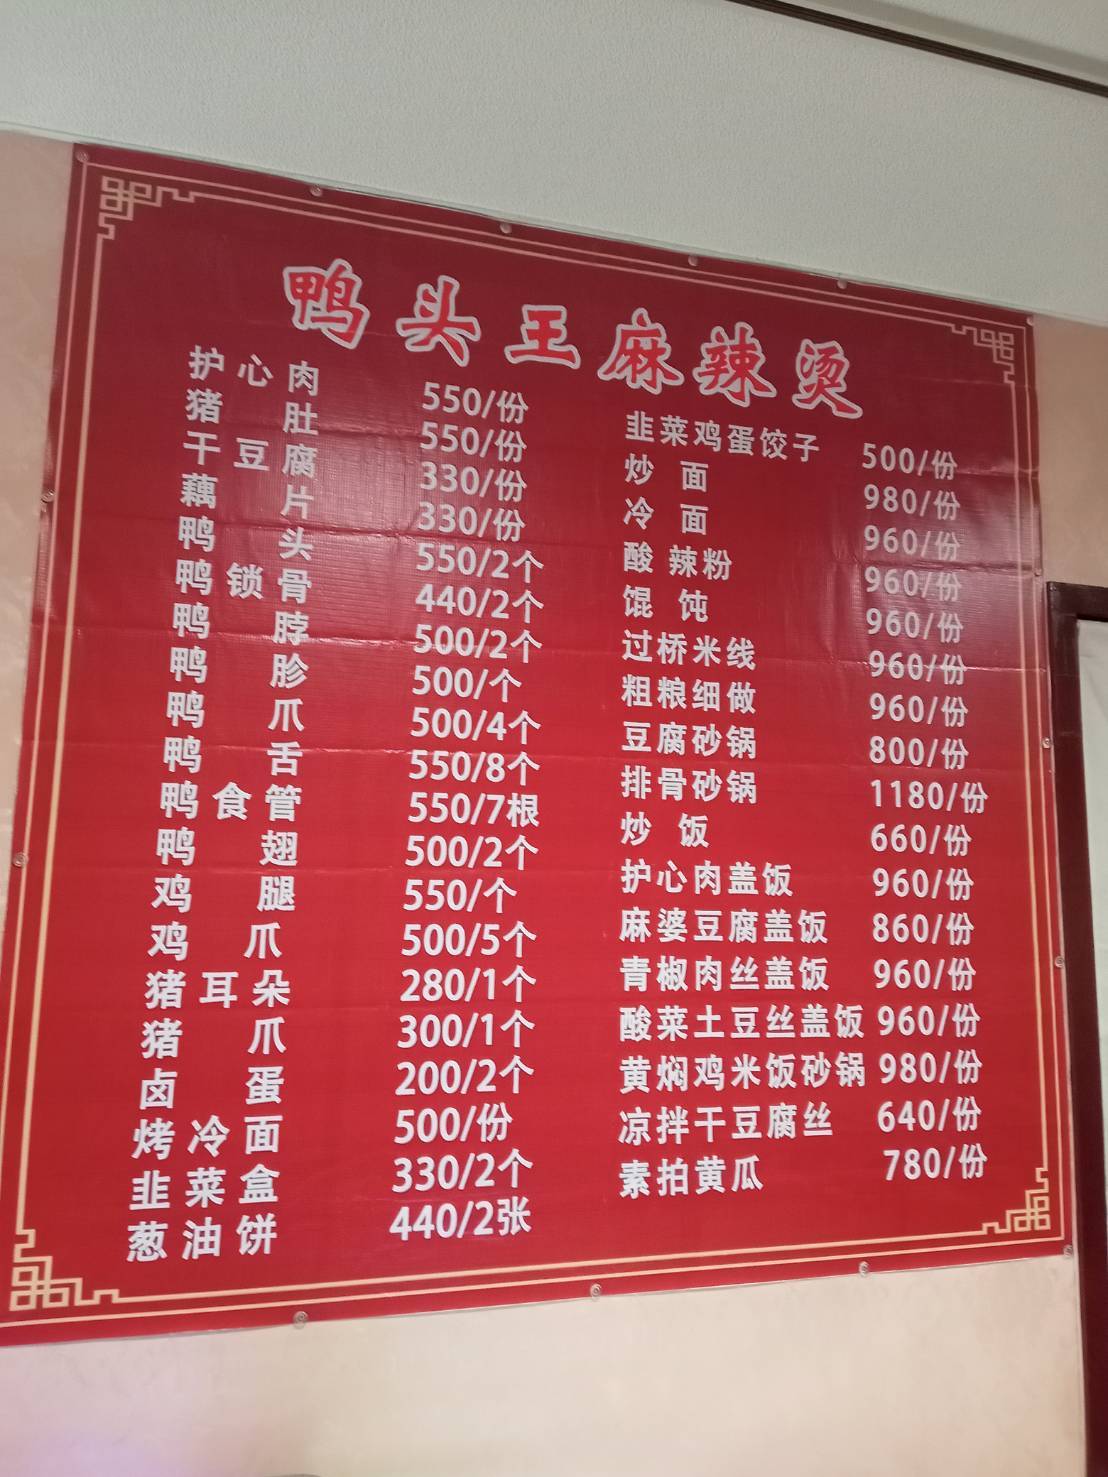 鸭头王麻辣烫
护心肉 550/份
猪肚 550/份
干豆腐 330/份
藕片 330/份
鸭头 550/2个
鸭锁骨 440/2个
鸭脖 500/2个
鸭胗 500/个
鸭爪 500/4个
鸭舌 550/8个
鸭食管 550/7根
鸭翅 500/2个
鸡腿 550/个
鸡爪 500/5个
猪耳朵 280/1个
猪爪 300/1个
卤蛋 200/2个
烤冷面 500/份
韭菜盒 330/2个
葱油饼 440/2张
韭菜鸡蛋饺子 500/份
炒面 980/份
冷面 960/份
酸辣粉 960/份
馄饨 960/份
过桥米线 960/份
粗粮细做 960/份
豆腐砂锅 800/份
排骨砂锅 1180/份
炒饭 660/份
护心肉盖饭 960/份
麻婆豆腐盖饭 860/份
青椒肉丝盖饭 960/份
酸菜土豆丝盖饭 960/份
黄焖鸡米饭砂锅 980/份
凉拌干豆腐丝 640/份
素拍黄瓜 780/份